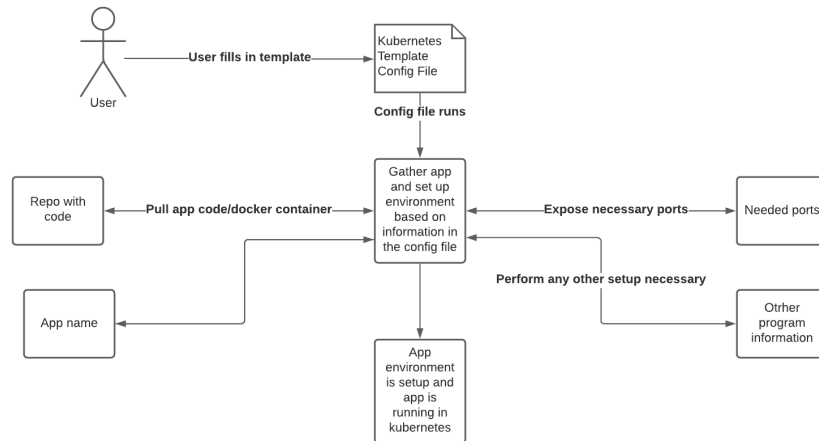 Kubernetes
Template
Config File
User fills in template
User
Config file runs
Gather app
and set up
environment
based on
information in
the config file
Repo with
code
Pull app code/docker container
Expose necessary ports
Needed ports
Perform any other setup necessary
App name
Otrher
program
information
App
environment
is setup and
app is
running in
kubernetes